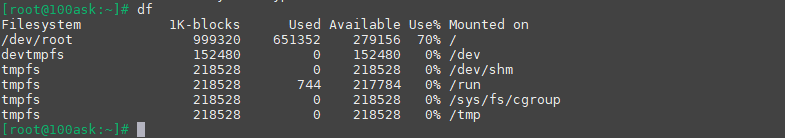 [root@100ask:~]# df
Filesystem 1K-blocks Used Available Use% Mounted on
/dev/root 999320 651352 279156 70% /
devtmpfs 152480 0 152480 0% /dev
tmpfs 218528 0 218528 0% /dev/shm
tmpfs 218528 744 217784 0% /run
tmpfs 218528 0 218528 0% /sys/fs/cgroup
tmpfs 218528 0 218528 0% /tmp
[root@100ask:~]#